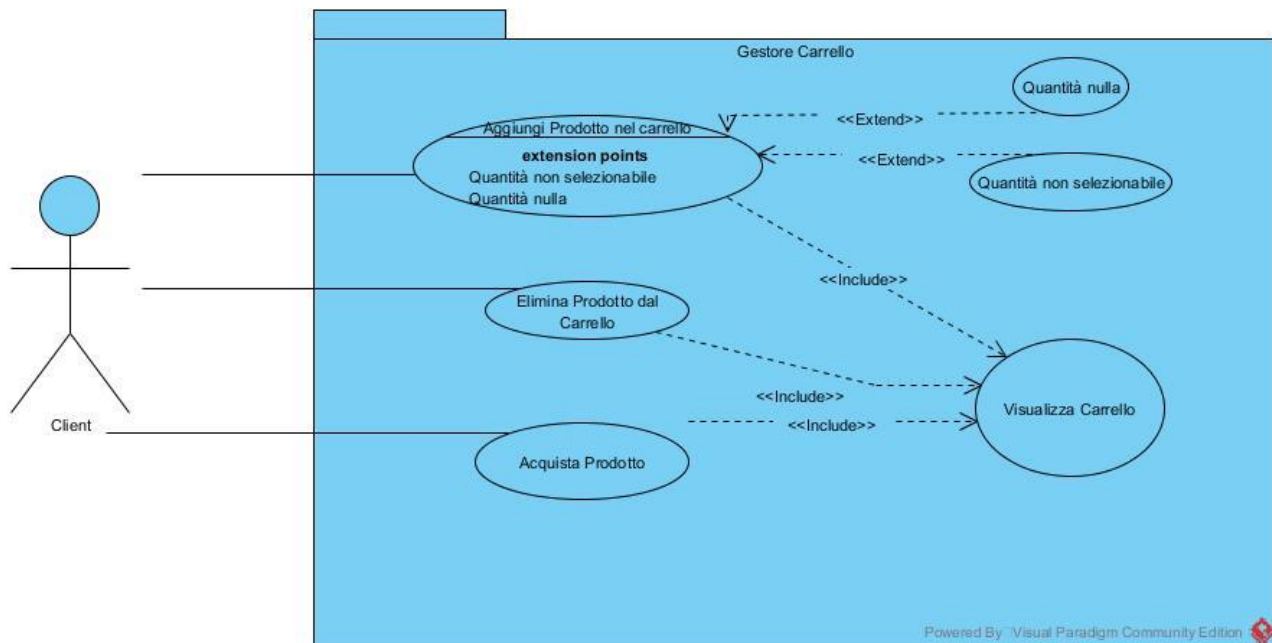 Gestore Carrello
Quantità nulla
<<Extend>>
Aggiungi Prodotto nel carrello
extension points
Quantità non selezionabile
Quantità nulla
<<Extend>>
Quantità non selezionabile
<<Include>>
Elimina Prodotto dal
Carrello
<<Include>>
Visualizza Carrello
<<Include>>
Client
Acquista Prodotto
Powered By Visual Paradigm Community Edition